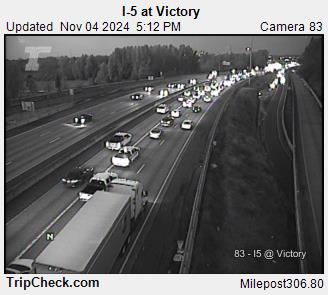 I-5 at Victory
Updated Nov 04 2024 5:12 PM Camera 83
T
N
83 - I5 @ Victory
TripCheck.com Milepost306.80